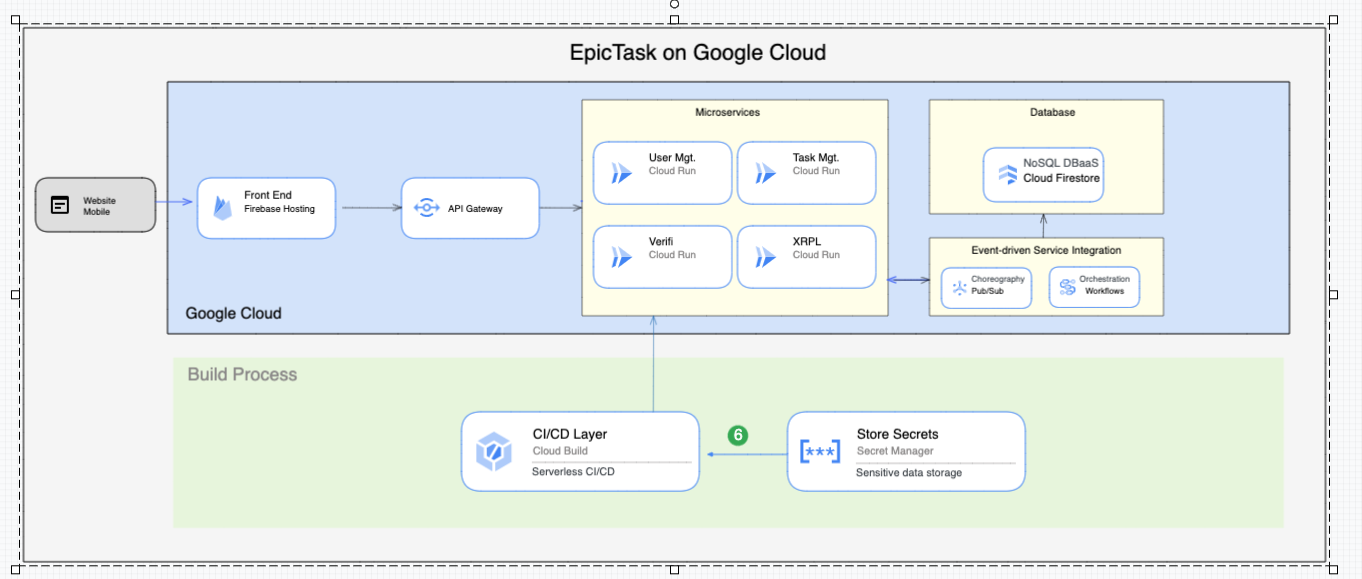 EpicTask on Google Cloud
Website
Mobile
Front End
Firebase Hosting
API Gateway
Microservices
User Mgt.
Cloud Run
Task Mgt.
Cloud Run
Verifi
Cloud Run
XRPL
Cloud Run
Database
NoSQL DBaaS
Cloud Firestore
Event-driven Service Integration
Choreography
Pub/Sub
Orchestration
Workflows
Google Cloud
Build Process
CI/CD Layer
Cloud Build
Serverless CI/CD
6
[***]
Store Secrets
Secret Manager
Sensitive data storage